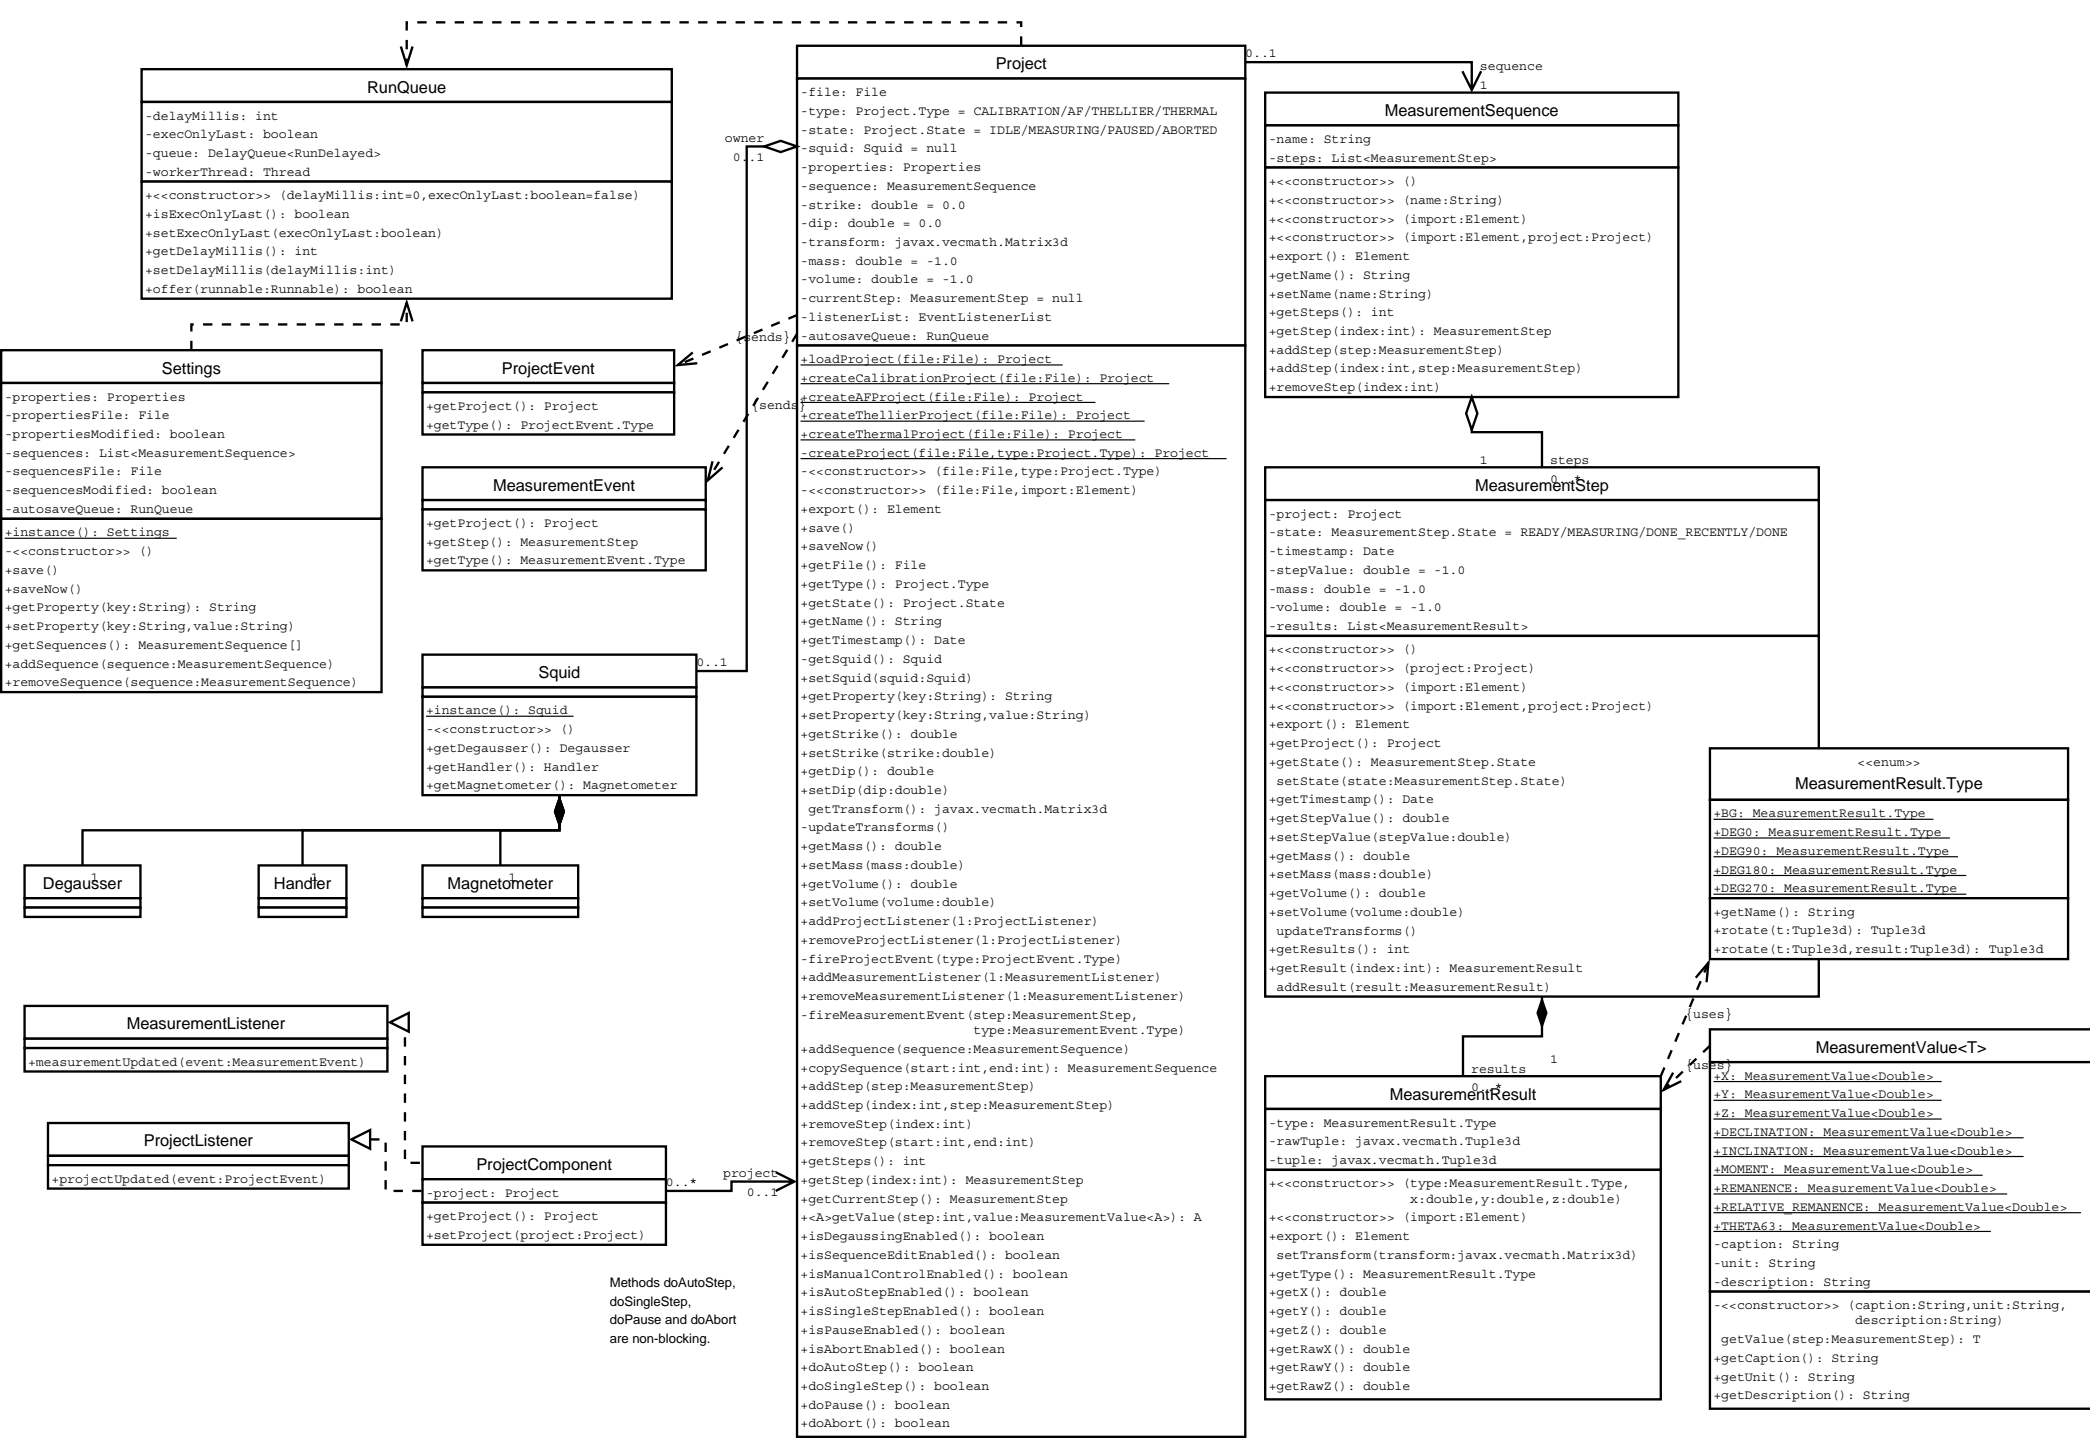 RunQueue
-delayMillis: int
-execOnlyLast: boolean
-queue: DelayQueue<RunDelayed>
-workerThread: Thread
+<<constructor>> (delayMillis:int=0,execOnlyLast:boolean=false)
+isExecOnlyLast(): boolean
+setExecOnlyLast(execOnlyLast:boolean)
+getDelayMillis(): int
+setDelayMillis(delayMillis:int)
+offer(runnable:Runnable): boolean
Settings
-properties: Properties
-propertiesFile: File
-propertiesModified: boolean
-sequences: List<MeasurementSequence>
-sequencesFile: File
-sequencesModified: boolean
-autosaveQueue: RunQueue
+instance(): Settings
-<<constructor>> ()
+save()
+saveNow()
+getProperty(key:String): String
+setProperty(key:String,value:String)
+getSequences(): MeasurementSequence[]
+addSequence(sequence:MeasurementSequence)
+removeSequence(sequence:MeasurementSequence)
ProjectEvent
+getProject(): Project
+getType(): ProjectEvent.Type
MeasurementEvent
+getProject(): Project
+getStep(): MeasurementStep
+getType(): MeasurementEvent.Type
{sends}
{sends}
owner
0..1
0..1
Squid
+instance(): Squid
-<<constructor>> ()
+getDegausser(): Degausser
+getHandler(): Handler
+getMagnetometer(): Magnetometer
1
Degausser
1
Handler
1
Magnetometer
MeasurementListener
+measurementUpdated(event:MeasurementEvent)
ProjectListener
+projectUpdated(event:ProjectEvent)
ProjectComponent
-project: Project
+getProject(): Project
+setProject(project:Project)
0..*
project
0..1
Methods doAutoStep,
doSingleStep,
doPause and doAbort
are non-blocking.
Project
-file: File
-type: Project.Type = CALIBRATION/AF/THELLIER/THERMAL
-state: Project.State = IDLE/MEASURING/PAUSED/ABORTED
-squid: Squid = null
-properties: Properties
-sequence: MeasurementSequence
-strike: double = 0.0
-dip: double = 0.0
-transform: javax.vecmath.Matrix3d
-mass: double = -1.0
-volume: double = -1.0
-currentStep: MeasurementStep = null
-listenerList: EventListenerList
-autosaveQueue: RunQueue
+loadProject(file:File): Project
+createCalibrationProject(file:File): Project
+createAFProject(file:File): Project
+createThellierProject(file:File): Project
+createThermalProject(file:File): Project
-createProject(file:File,type:Project.Type): Project
-<<constructor>> (file:File,type:Project.Type)
-<<constructor>> (file:File,import:Element)
+export(): Element
+save()
+saveNow()
+getFile(): File
+getType(): Project.Type
+getState(): Project.State
+getName(): String
+getTimestamp(): Date
-getSquid(): Squid
+setSquid(squid:Squid)
+getProperty(key:String): String
+setProperty(key:String,value:String)
+getStrike(): double
+setStrike(strike:double)
+getDip(): double
+setDip(dip:double)
getTransform(): javax.vecmath.Matrix3d
-updateTransforms()
+getMass(): double
+setMass(mass:double)
+getVolume(): double
+setVolume(volume:double)
+addProjectListener(l:ProjectListener)
+removeProjectListener(l:ProjectListener)
-fireProjectEvent(type:ProjectEvent.Type)
+addMeasurementListener(l:MeasurementListener)
+removeMeasurementListener(l:MeasurementListener)
-fireMeasurementEvent(step:MeasurementStep,
type:MeasurementEvent.Type)
+addSequence(sequence:MeasurementSequence)
+copySequence(start:int,end:int): MeasurementSequence
+addStep(step:MeasurementStep)
+addStep(index:int,step:MeasurementStep)
+removeStep(index:int)
+removeStep(start:int,end:int)
+getSteps(): int
+getStep(index:int): MeasurementStep
+getCurrentStep(): MeasurementStep
+<A>getValue(step:int,value:MeasurementValue<A>): A
+isDegaussingEnabled(): boolean
+isSequenceEditEnabled(): boolean
+isManualControlEnabled(): boolean
+isAutoStepEnabled(): boolean
+isSingleStepEnabled(): boolean
+isPauseEnabled(): boolean
+isAbortEnabled(): boolean
+doAutoStep(): boolean
+doSingleStep(): boolean
+doPause(): boolean
+doAbort(): boolean
0..1
sequence
1
MeasurementSequence
-name: String
-steps: List<MeasurementStep>
+<<constructor>> ()
+<<constructor>> (name:String)
+<<constructor>> (import:Element)
+<<constructor>> (import:Element,project:Project)
+export(): Element
+getName(): String
+setName(name:String)
+getSteps(): int
+getStep(index:int): MeasurementStep
+addStep(step:MeasurementStep)
+addStep(index:int,step:MeasurementStep)
+removeStep(index:int)
1
steps
0..*
MeasurementStep
-project: Project
-state: MeasurementStep.State = READY/MEASURING/DONE_RECENTLY/DONE
-timestamp: Date
-stepValue: double = -1.0
-mass: double = -1.0
-volume: double = -1.0
-results: List<MeasurementResult>
+<<constructor>> ()
+<<constructor>> (project:Project)
+<<constructor>> (import:Element)
+<<constructor>> (import:Element,project:Project)
+export(): Element
+getProject(): Project
+getState(): MeasurementStep.State
setState(state:MeasurementStep.State)
+getTimestamp(): Date
+getStepValue(): double
+setStepValue(stepValue:double)
+getMass(): double
+setMass(mass:double)
+getVolume(): double
+setVolume(volume:double)
updateTransforms()
+getResults(): int
+getResult(index:int): MeasurementResult
addResult(result:MeasurementResult)
1
results
0..*
MeasurementResult
-type: MeasurementResult.Type
-rawTuple: javax.vecmath.Tuple3d
-tuple: javax.vecmath.Tuple3d
+<<constructor>> (type:MeasurementResult.Type,
x:double,y:double,z:double)
+<<constructor>> (import:Element)
+export(): Element
setTransform(transform:javax.vecmath.Matrix3d)
+getType(): MeasurementResult.Type
+getX(): double
+getY(): double
+getZ(): double
+getRawX(): double
+getRawY(): double
+getRawZ(): double
<<enum>>
MeasurementResult.Type
+BG: MeasurementResult.Type
+DEG0: MeasurementResult.Type
+DEG90: MeasurementResult.Type
+DEG180: MeasurementResult.Type
+DEG270: MeasurementResult.Type
+getName(): String
+rotate(t:Tuple3d): Tuple3d
+rotate(t:Tuple3d,result:Tuple3d): Tuple3d
{uses}
{uses}
MeasurementValue<T>
+X: MeasurementValue<Double>
+Y: MeasurementValue<Double>
+Z: MeasurementValue<Double>
+DECLINATION: MeasurementValue<Double>
+INCLINATION: MeasurementValue<Double>
+MOMENT: MeasurementValue<Double>
+REMANENCE: MeasurementValue<Double>
+RELATIVE_REMANENCE: MeasurementValue<Double>
+THETA63: MeasurementValue<Double>
-caption: String
-unit: String
-description: String
-<<constructor>> (caption:String,unit:String,
description:String)
getValue(step:MeasurementStep): T
+getCaption(): String
+getUnit(): String
+getDescription(): String